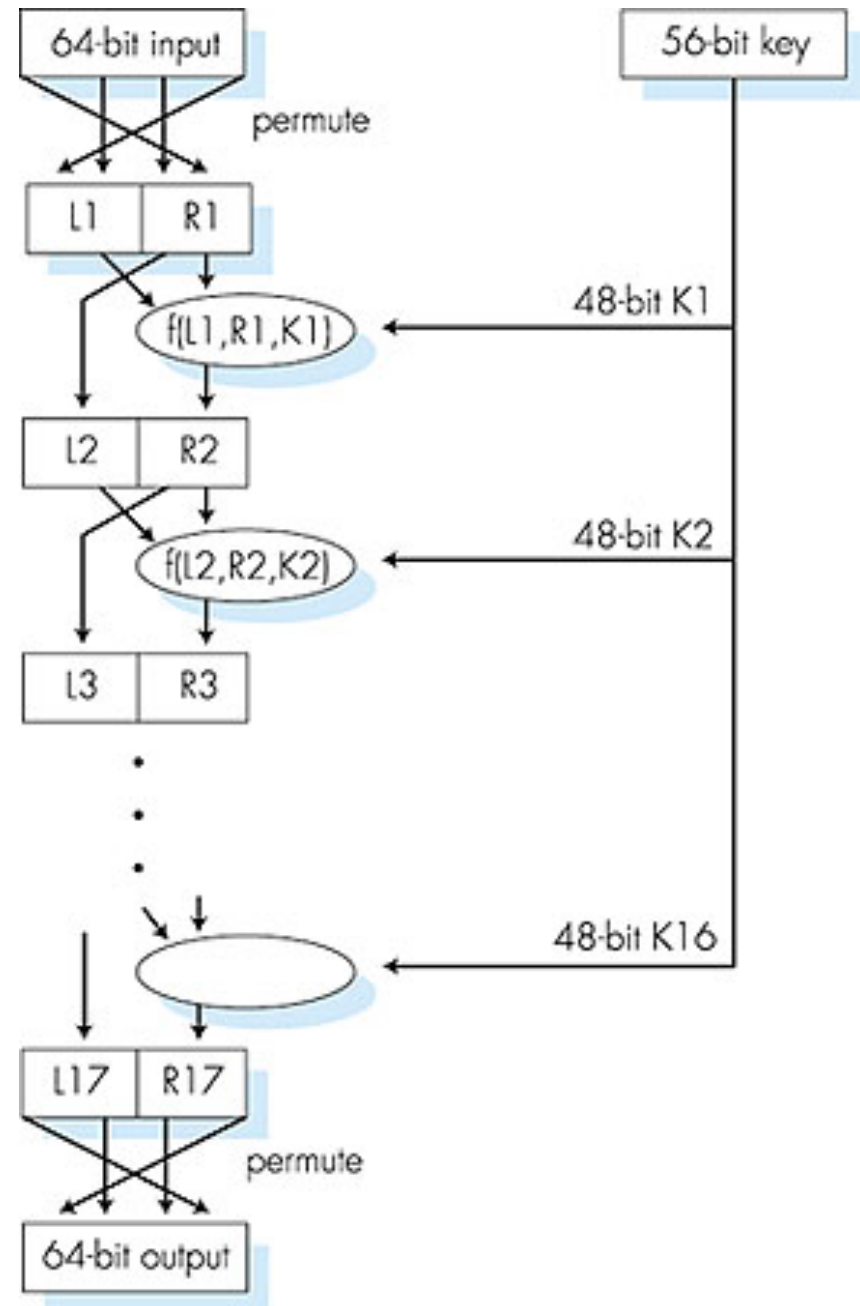 64-bit input
56-bit key
permute
L1 R1
48-bit K1
f(L1,R1,K1)
L2 R2
48-bit K2
f(L2,R2,K2)
L3 R3
48-bit K16
L17 R17
permute
64-bit output